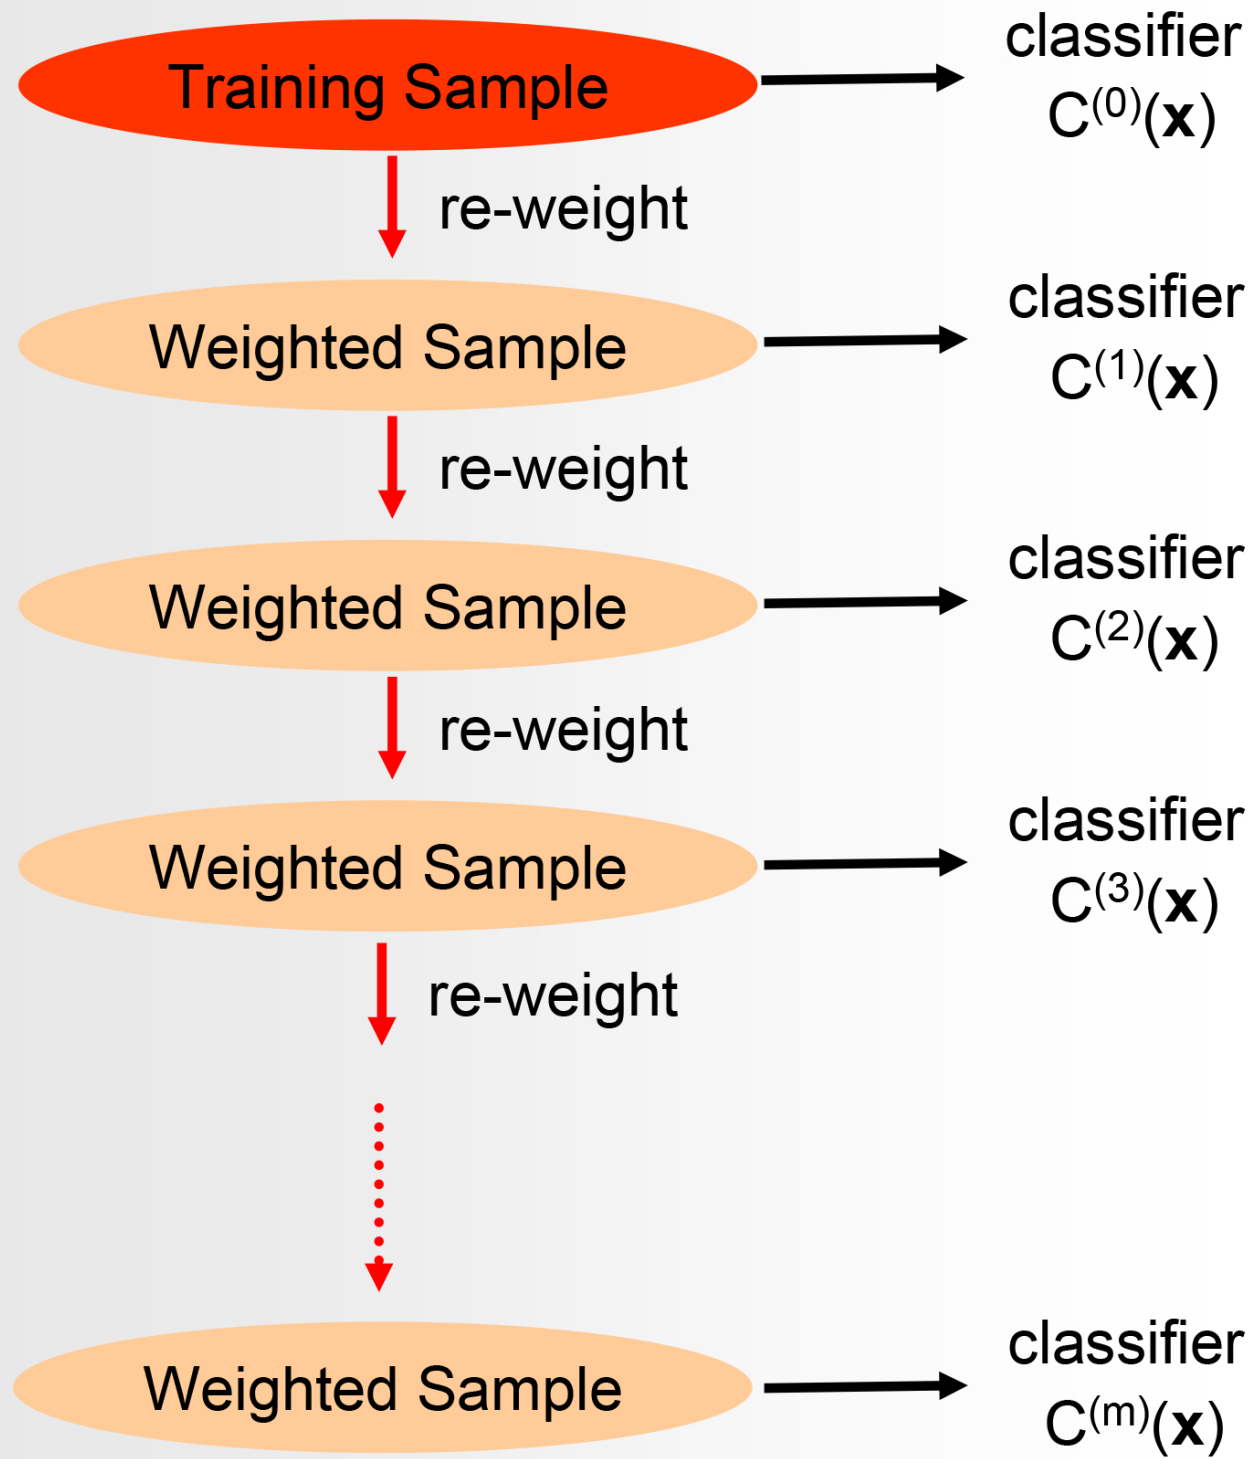 Training Sample
classifier
C⁽⁰⁾(x)
re-weight
Weighted Sample
classifier
C⁽¹⁾(x)
re-weight
Weighted Sample
classifier
C⁽²⁾(x)
re-weight
Weighted Sample
classifier
C⁽³⁾(x)
re-weight
Weighted Sample
classifier
C⁽ᵐ⁾(x)